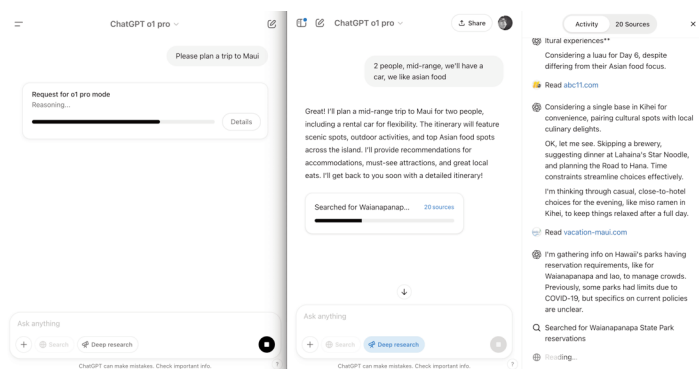 ChatGPT o1 pro
Please plan a trip to Maui
Request for o1 pro mode
Reasoning...
Details
Ask anything
Search
Deep research
ChatGPT can make mistakes. Check important info.
?
ChatGPT o1 pro
Share
2 people, mid-range, we'll have a
car, we like asian food
Great! I'll plan a mid-range trip to Maui for two people,
including a rental car for flexibility. The itinerary will feature
scenic spots, outdoor activities, and top Asian food spots
across the island. I'll provide recommendations for
accommodations, must-see attractions, and great local
eats. I'll get back to you soon with a detailed itinerary!
Searched for Waianapanap... 20 sources
Ask anything
Search
Deep research
ChatGPT can make mistakes. Check important info.
?
Activity
20 Sources
ltural experiences**
Considering a luau for Day 6, despite
differing from their Asian food focus.
Read abc11.com
Considering a single base in Kihei for
convenience, pairing cultural spots with local
culinary delights.
OK, let me see. Skipping a brewery,
suggesting dinner at Lahaina's Star Noodle,
and planning the Road to Hana. Time
constraints streamline choices effectively.
I'm thinking through casual, close-to-hotel
choices for the evening, like miso ramen in
Kihei, to keep things relaxed after a full day.
Read vacation-maui.com
I'm gathering info on Hawaii's parks having
reservation requirements, like for
Waianapanapa and Iao, to manage crowds.
Previously, some parks had limits due to
COVID-19, but specifics on current policies
are unclear.
Searched for Waianapanapa State Park
reservations
Reading...